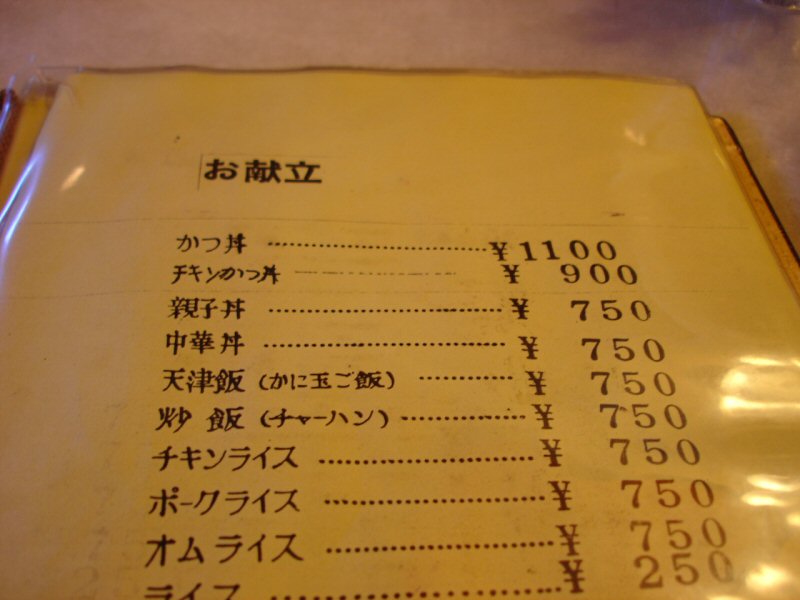 お献立
かつ丼 ………………… ¥1100
チキンかつ丼 ………………… ¥ 900
親子丼 ………………… ¥ 750
中華丼 ………………… ¥ 750
天津飯 (かに玉ご飯) ………… ¥ 750
炒飯 (チャーハン) ………… ¥ 750
チキンライス ………………… ¥ 750
ポークライス ………………… ¥ 750
オムライス ………………… ¥ 750
ライス ………………… ¥ 250